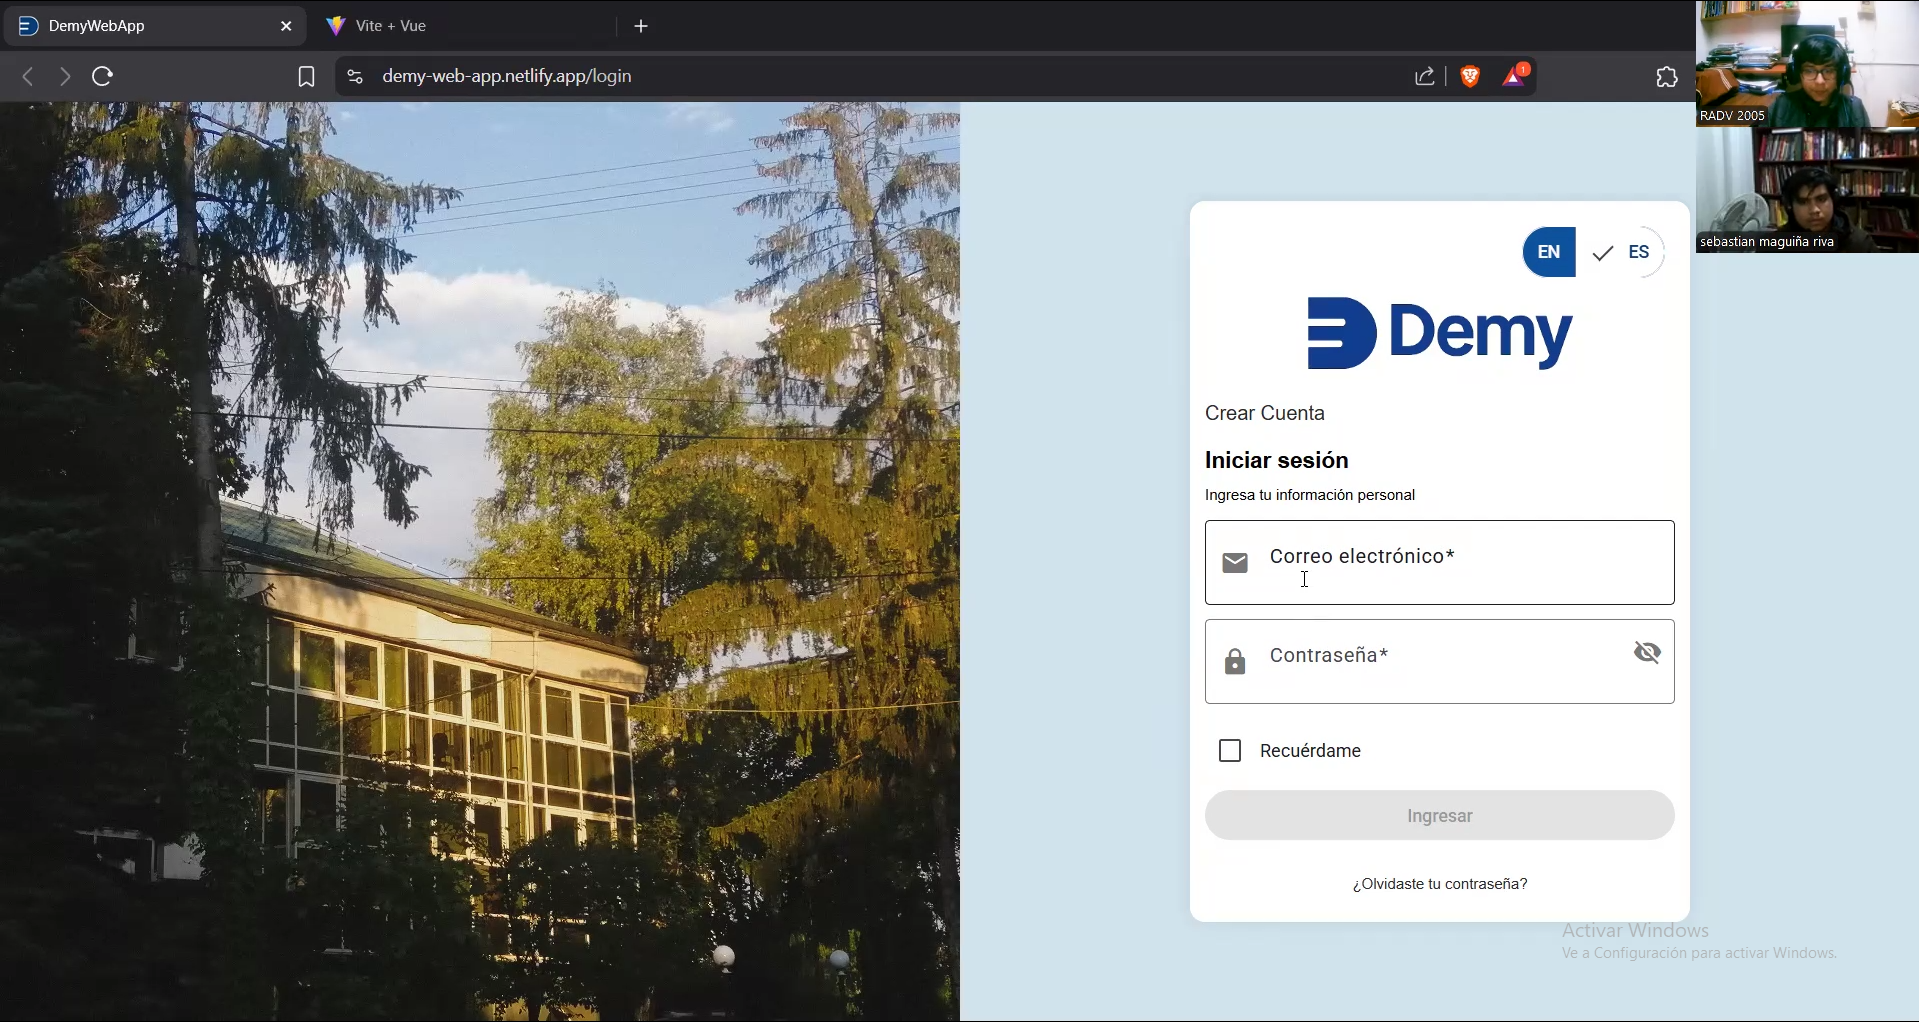 DemyWebApp
Vite + Vue
demy-web-app.netlify.app/login
1
RADV 2005
sebastian maguiña riva
EN
ES
Demy
Crear Cuenta
Iniciar sesión
Ingresa tu información personal
Correo electrónico*
Contraseña*
Recuérdame
Ingresar
¿Olvidaste tu contraseña?
Activar Windows
Ve a Configuración para activar Windows.